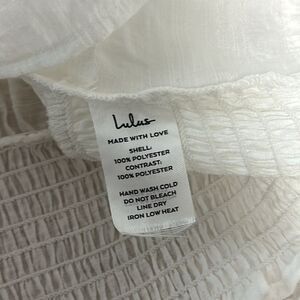 Lulus
MADE WITH LOVE
SHELL:
100% POLYESTER
CONTRAST:
100% POLYESTER
HAND WASH COLD
DO NOT BLEACH
LINE DRY
IRON LOW HEAT